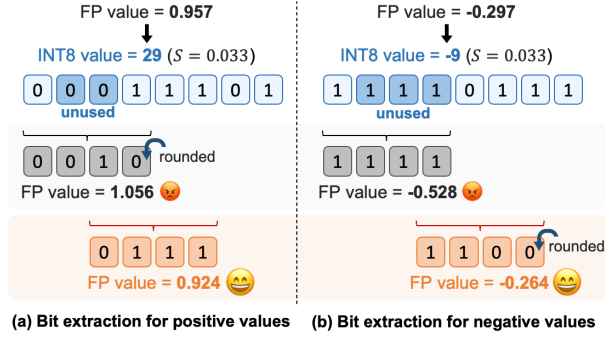 FP value = 0.957
INT8 value = 29 (S = 0.033)
0 0 0 1 1 1 0 1
unused
0 0 1 0
rounded
FP value = 1.056
0 1 1 1
FP value = 0.924
(a) Bit extraction for positive values
FP value = -0.297
INT8 value = -9 (S = 0.033)
1 1 1 1 0 1 1 1
unused
1 1 1 1
FP value = -0.528
1 1 0 0
rounded
FP value = -0.264
(b) Bit extraction for negative values